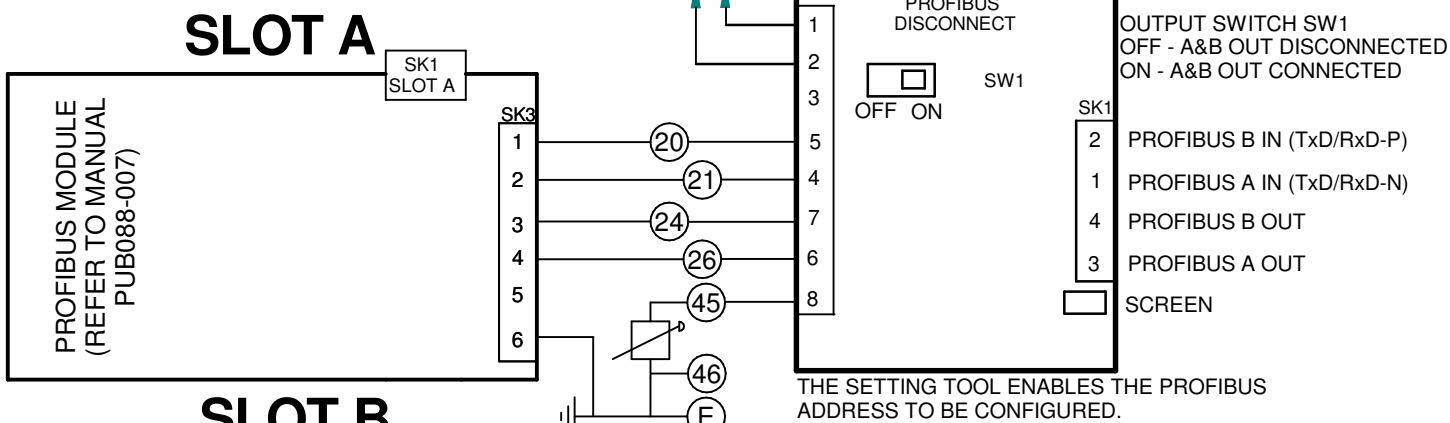 SLOT A
SK1
SLOT A
PROFIBUS MODULE
(REFER TO MANUAL
PUB088-007)
SK3
1
2
3
4
5
6
20
21
24
26
45
46
E
PROFIBUS
DISCONNECT
1
2
3
5
4
7
6
8
SW1
OFF ON
OUTPUT SWITCH SW1
OFF - A&B OUT DISCONNECTED
ON - A&B OUT CONNECTED
SK1
2 PROFIBUS B IN (TxD/RxD-P)
1 PROFIBUS A IN (TxD/RxD-N)
4 PROFIBUS B OUT
3 PROFIBUS A OUT
SCREEN
THE SETTING TOOL ENABLES THE PROFIBUS
ADDRESS TO BE CONFIGURED.
SLOT B